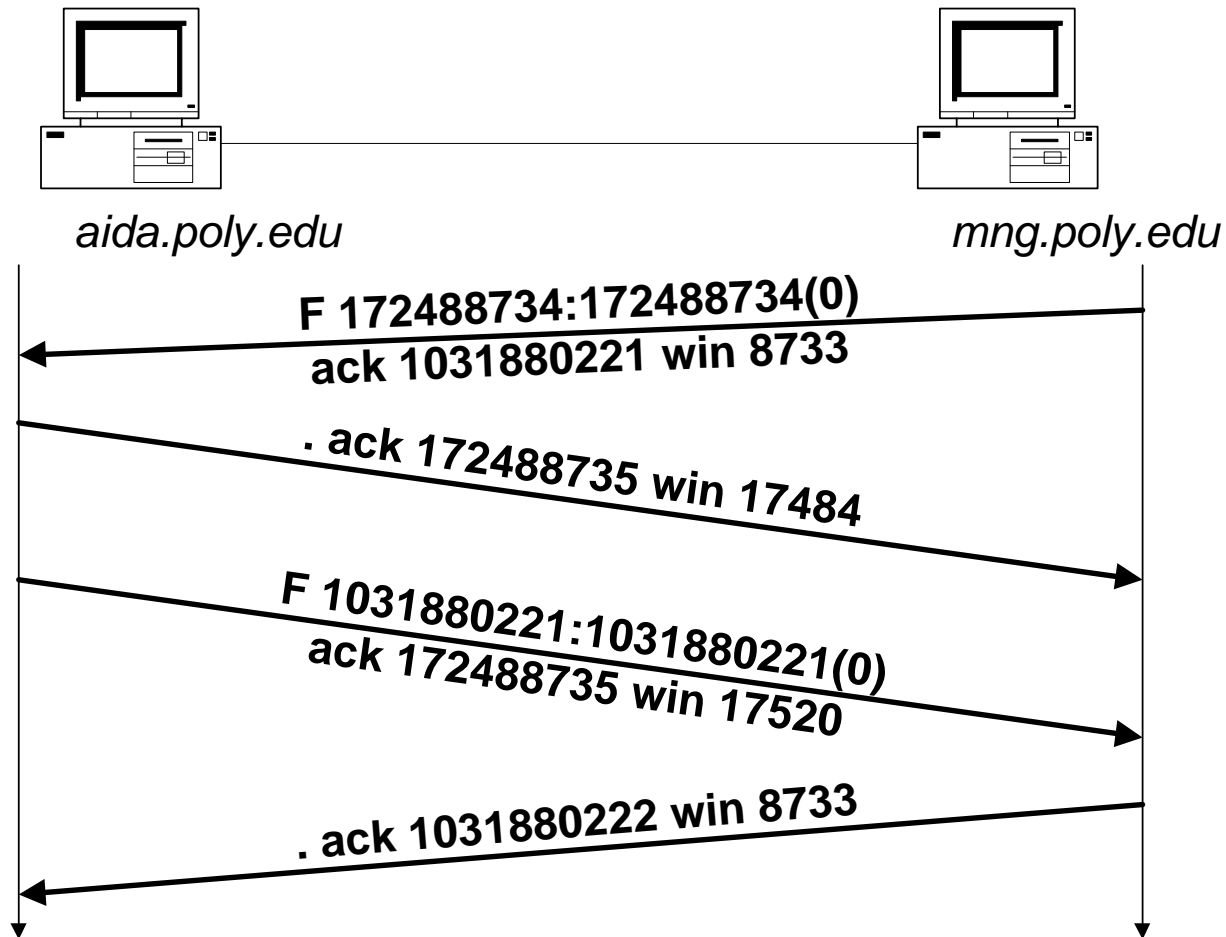 aida.poly.edu
mng.poly.edu
F 172488734:172488734(0)
ack 1031880221 win 8733
. ack 172488735 win 17484
F 1031880221:1031880221(0)
ack 172488735 win 17520
. ack 1031880222 win 8733